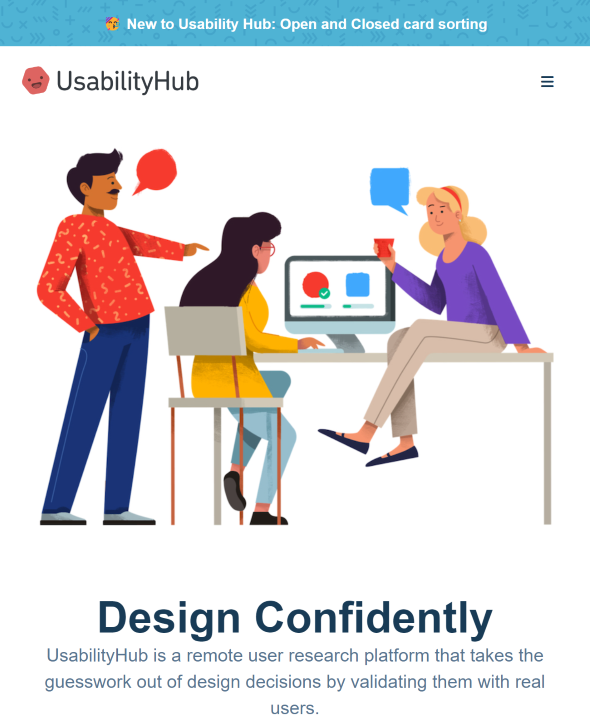 New to Usability Hub: Open and Closed card sorting
UsabilityHub
Design Confidently
UsabilityHub is a remote user research platform that takes the
guesswork out of design decisions by validating them with real
users.